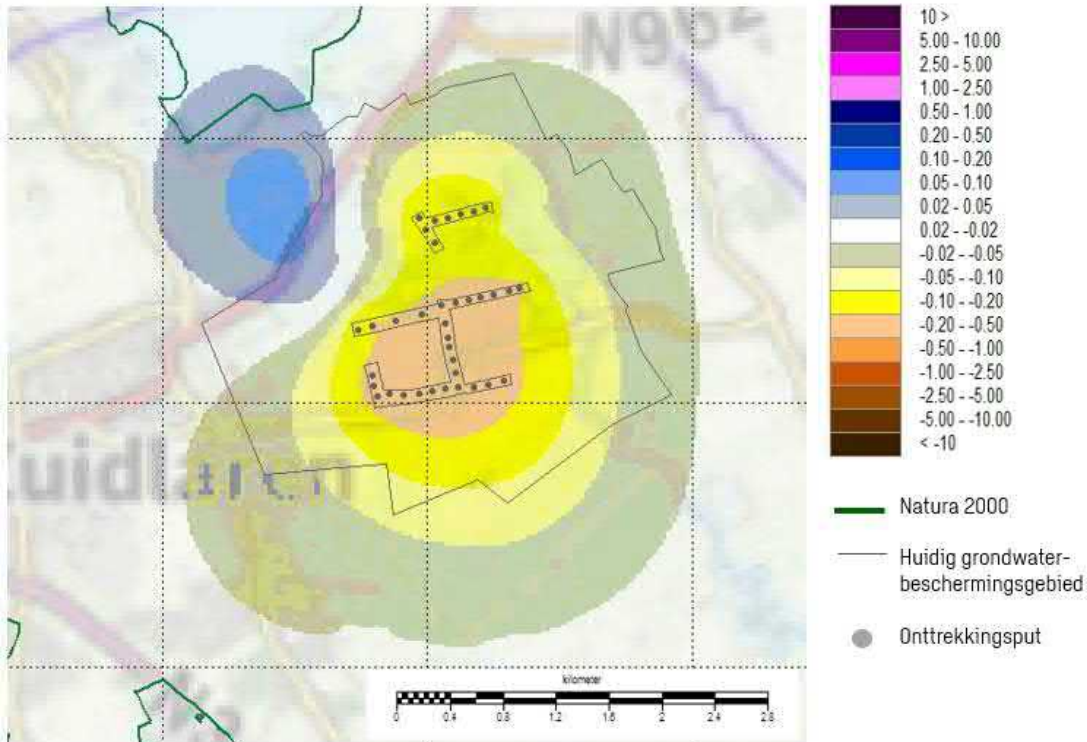 N962
uidlaren
10 >
5.00 - 10.00
2.50 - 5.00
1.00 - 2.50
0.50 - 1.00
0.20 - 0.50
0.10 - 0.20
0.05 - 0.10
0.02 - 0.05
0.02 - -0.02
-0.02 - -0.05
-0.05 - -0.10
-0.10 - -0.20
-0.20 - -0.50
-0.50 - -1.00
-1.00 - -2.50
-2.50 - -5.00
-5.00 - -10.00
< -10
Natura 2000
Huidig grondwater-
beschermingsgebied
Onttrekkingsput
kilometer
0 0.4 0.8 1.2 1.6 2 2.4 2.8